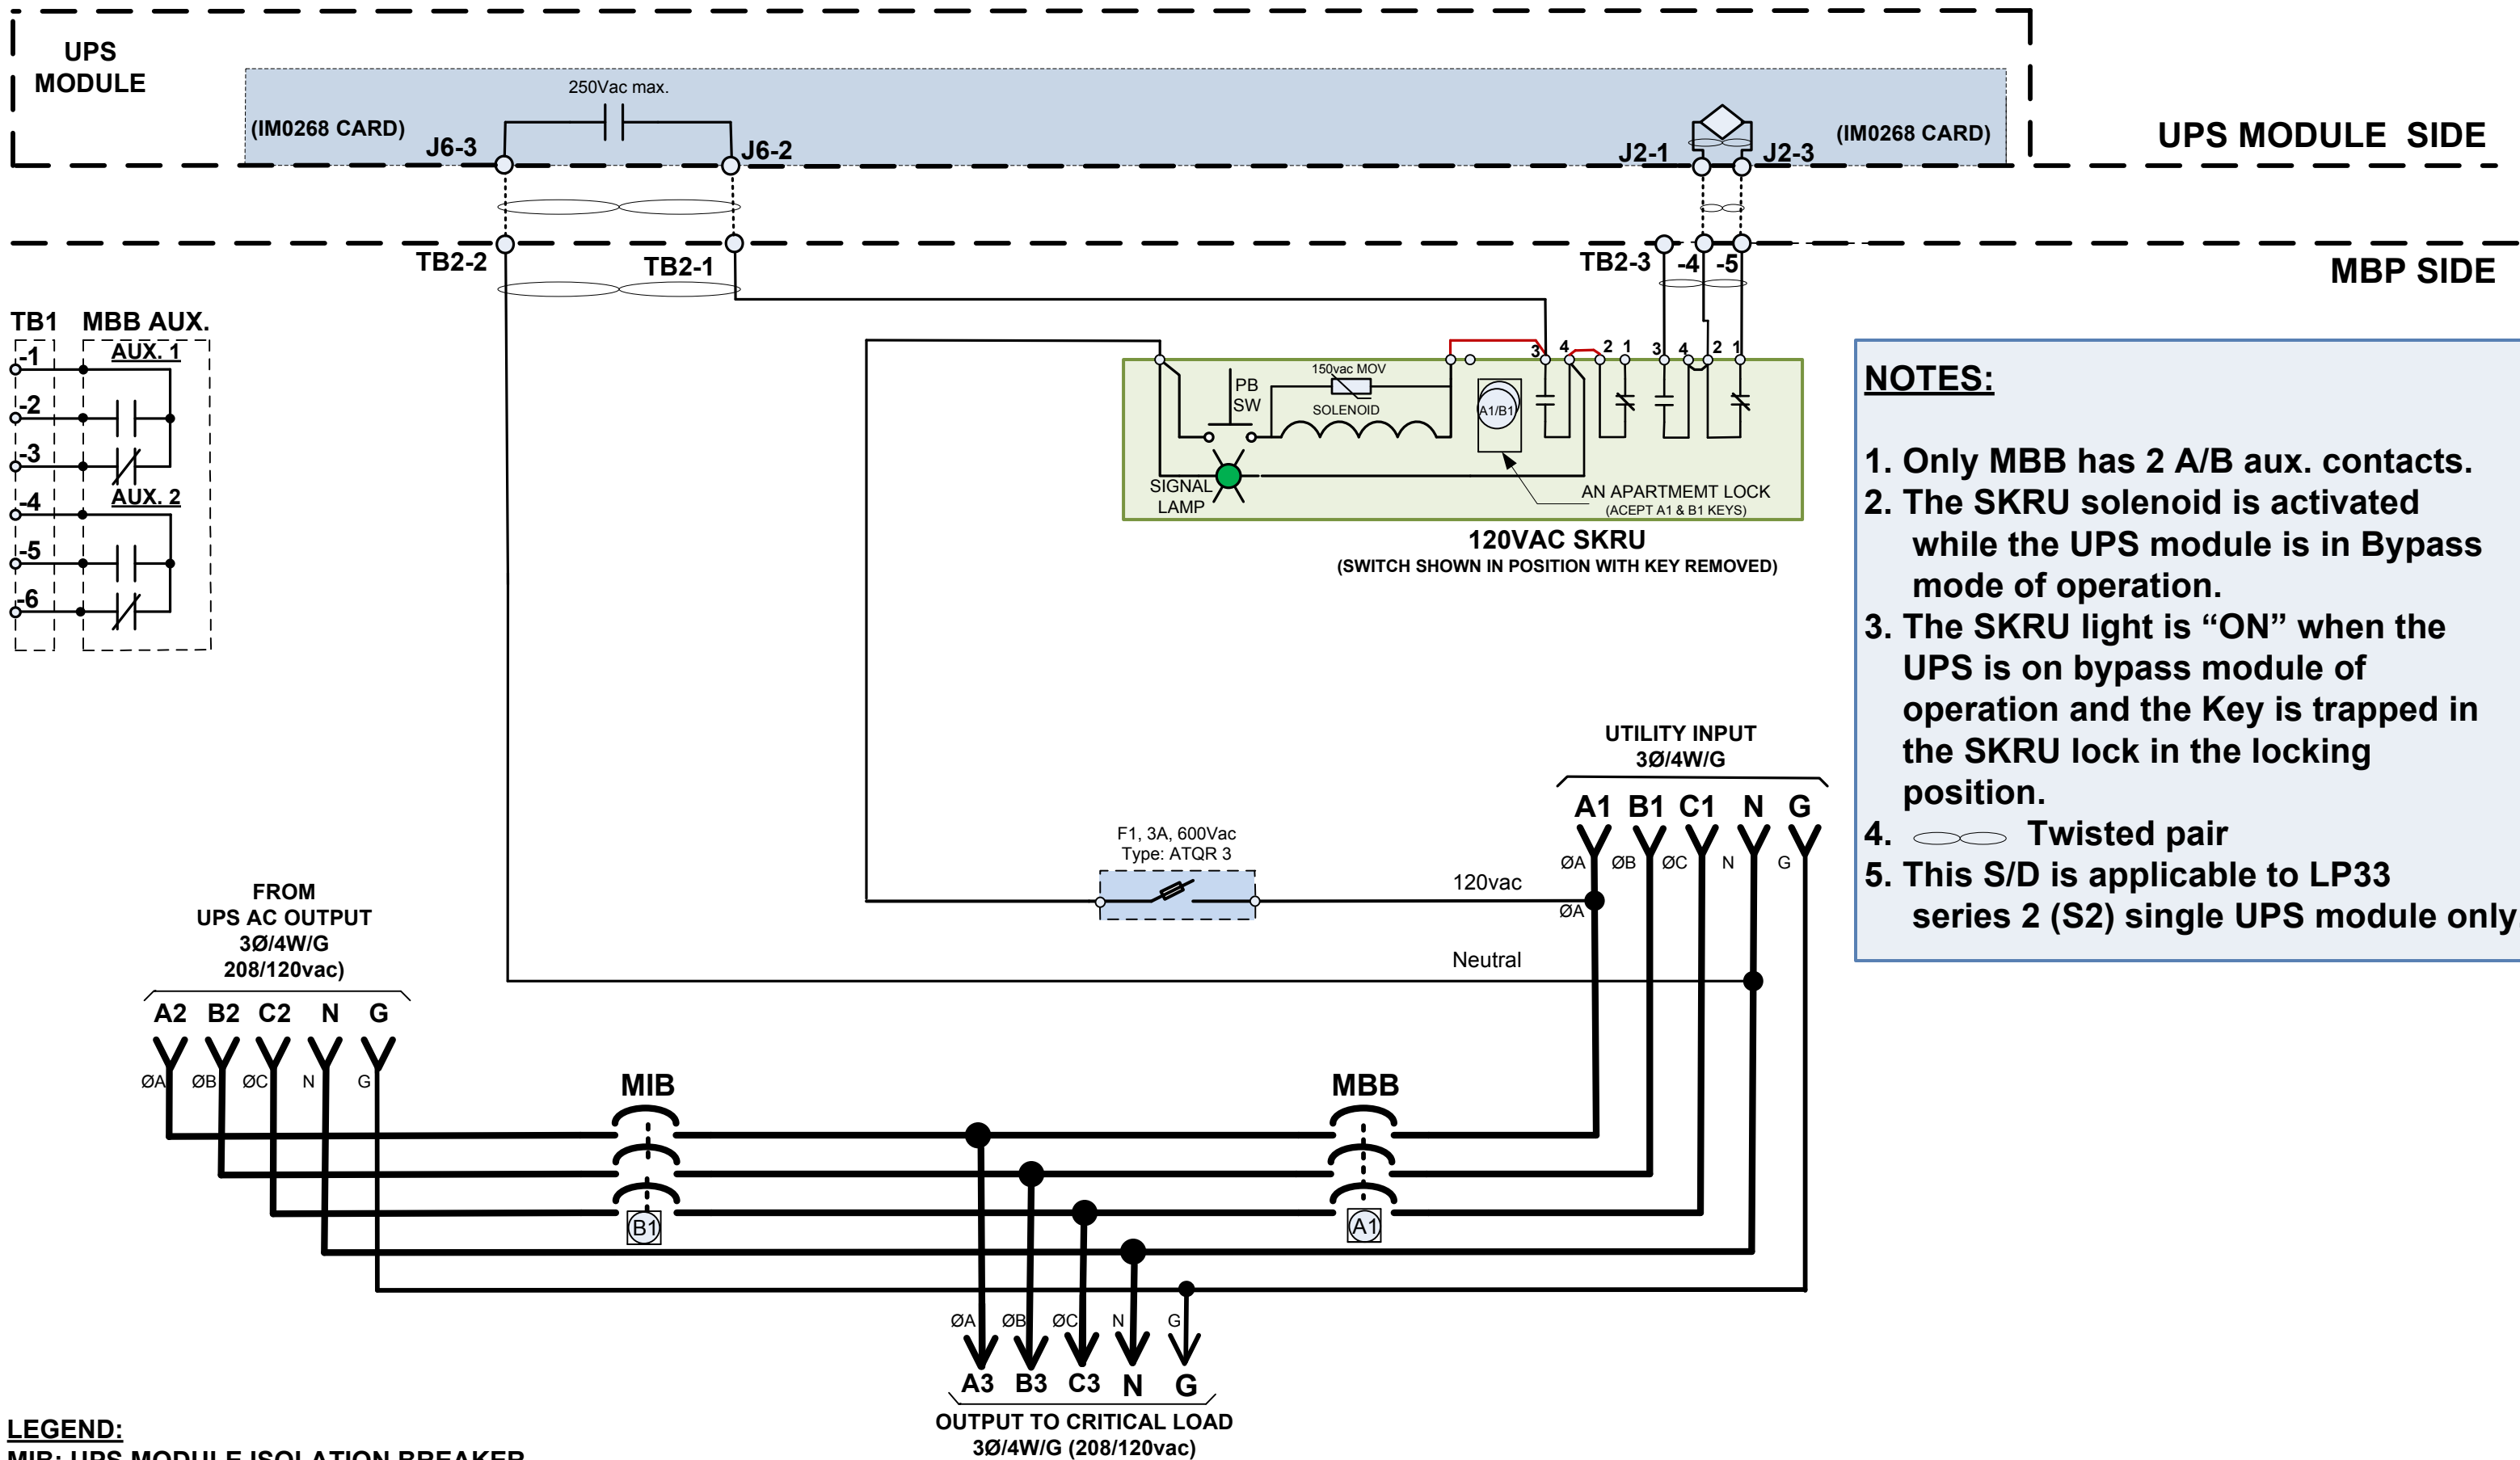 UPS
MODULE
250Vac max.
(IM0268 CARD)
J6-3
J6-2
J2-1
J2-3
(IM0268 CARD)
UPS MODULE SIDE
TB2-2
TB2-1
TB2-3
-4
-5
MBP SIDE
TB1
MBB AUX.
-1
AUX. 1
-2
-3
-4
AUX. 2
-5
-6
3
4
2
1
3
4
2
1
PB
SW
150vac MOV
SOLENOID
A1/B1
SIGNAL
LAMP
AN APARTMEMT LOCK
(ACEPT A1 & B1 KEYS)
120VAC SKRU
(SWITCH SHOWN IN POSITION WITH KEY REMOVED)
NOTES:
1. Only MBB has 2 A/B aux. contacts.
2. The SKRU solenoid is activated
while the UPS module is in Bypass
mode of operation.
3. The SKRU light is “ON” when the
UPS is on bypass module of
operation and the Key is trapped in
the SKRU lock in the locking
position.
4. Twisted pair
5. This S/D is applicable to LP33
series 2 (S2) single UPS module only
UTILITY INPUT
3Ø/4W/G
A1 B1 C1 N G
ØA ØB ØC N G
F1, 3A, 600Vac
Type: ATQR 3
120vac
ØA
Neutral
FROM
UPS AC OUTPUT
3Ø/4W/G
208/120vac)
A2 B2 C2 N G
ØA ØB ØC N G
MIB
B1
MBB
A1
ØA ØB ØC N G
A3 B3 C3 N G
OUTPUT TO CRITICAL LOAD
3Ø/4W/G (208/120vac)
LEGEND:
MIB: UPS MODULE ISOLATION BREAKER